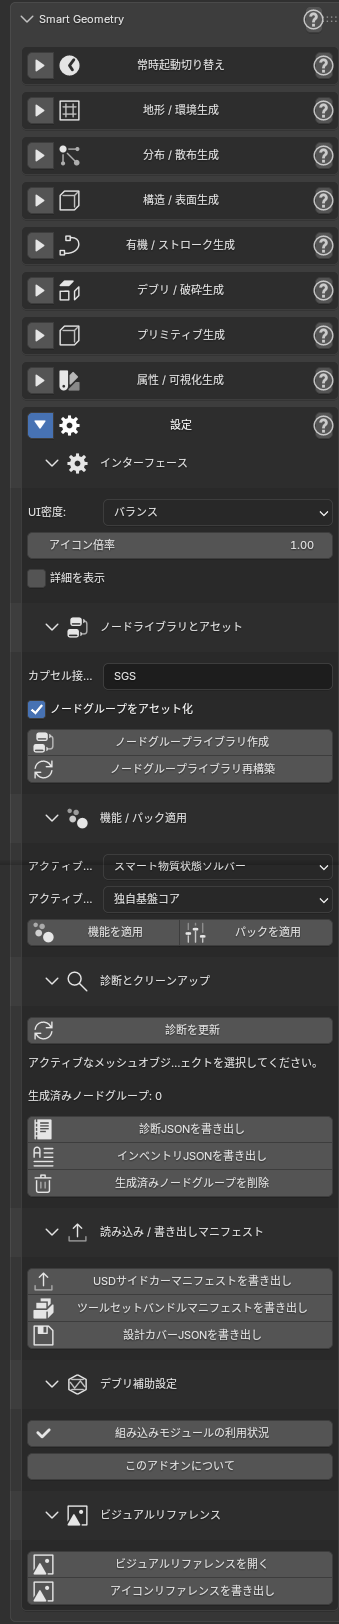 Smart Geometry
常時起動切り替え
地形 / 環境生成
分布 / 散布生成
構造 / 表面生成
有機 / ストローク生成
デブリ / 破砕生成
プリミティブ生成
属性 / 可視化生成
設定
インターフェース
UI密度: バランス
アイコン倍率 1.00
詳細を表示
ノードライブラリとアセット
カプセル接... SGS
ノードグループをアセット化
ノードグループライブラリ作成
ノードグループライブラリ再構築
機能 / パック適用
アクティブ... スマート物質状態ソルバー
アクティブ... 独自基盤コア
機能を適用 パックを適用
診断とクリーンアップ
診断を更新
アクティブなメッシュオブジ...ェクトを選択してください。
生成済みノードグループ: 0
診断JSONを書き出し
インベントリJSONを書き出し
生成済みノードグループを削除
読み込み / 書き出しマニフェスト
USDサイドカーマニフェストを書き出し
ツールセットバンドルマニフェストを書き出し
設計カバーJSONを書き出し
デブリ補助設定
組み込みモジュールの利用状況
このアドオンについて
ビジュアルリファレンス
ビジュアルリファレンスを開く
アイコンリファレンスを書き出し